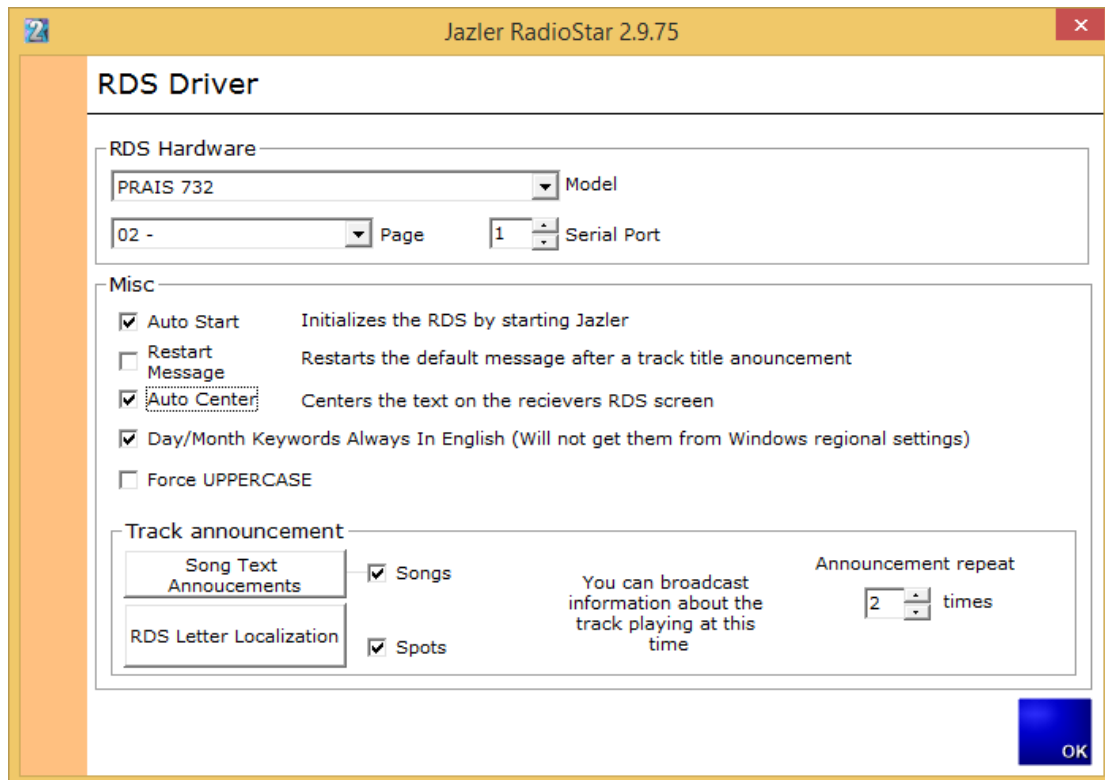 Jazler RadioStar 2.9.75
RDS Driver
RDS Hardware
PRAIS 732 Model
02 - Page 1 Serial Port
Misc
Auto Start Initializes the RDS by starting Jazler
Restart
Message Restarts the default message after a track title anouncement
Auto Center Centers the text on the recievers RDS screen
Day/Month Keywords Always In English (Will not get them from Windows regional settings)
Force UPPERCASE
Track announcement
Song Text
Annoucements
Songs
RDS Letter Localization
Spots
You can broadcast
information about the
track playing at this
time
Announcement repeat
2 times
OK